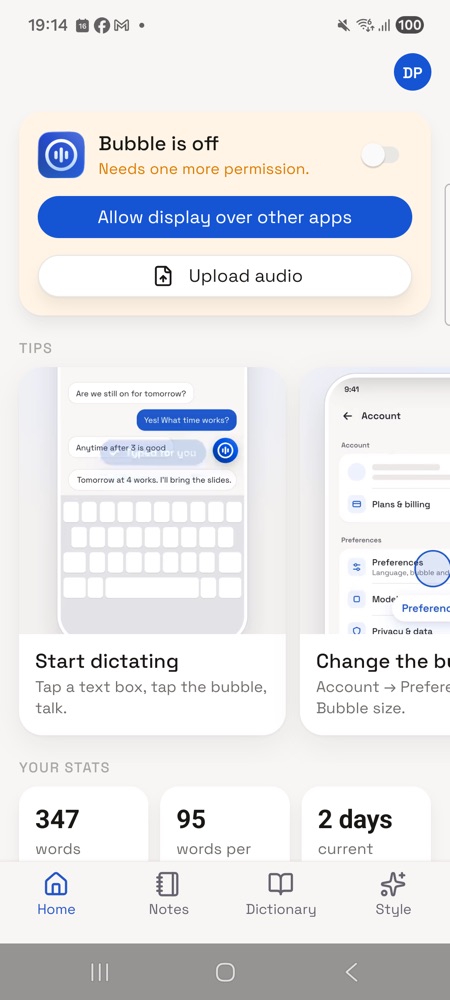 19:14
16
100
DP
Bubble is off
Needs one more permission.
Allow display over other apps
Upload audio
TIPS
Are we still on for tomorrow?
Yes! What time works?
Anytime after 3 is good
Typed for you
Tomorrow at 4 works. I'll bring the slides.
Start dictating
Tap a text box, tap the bubble,
talk.
9:41
Account
Account
Plans & billing
Preferences
Preferences
Language, bubble and
Privacy & data
Change the
Account → 
Bubble size.
YOUR STATS
347
words
95
words per
2 days
current
Home
Notes
Dictionary
Style